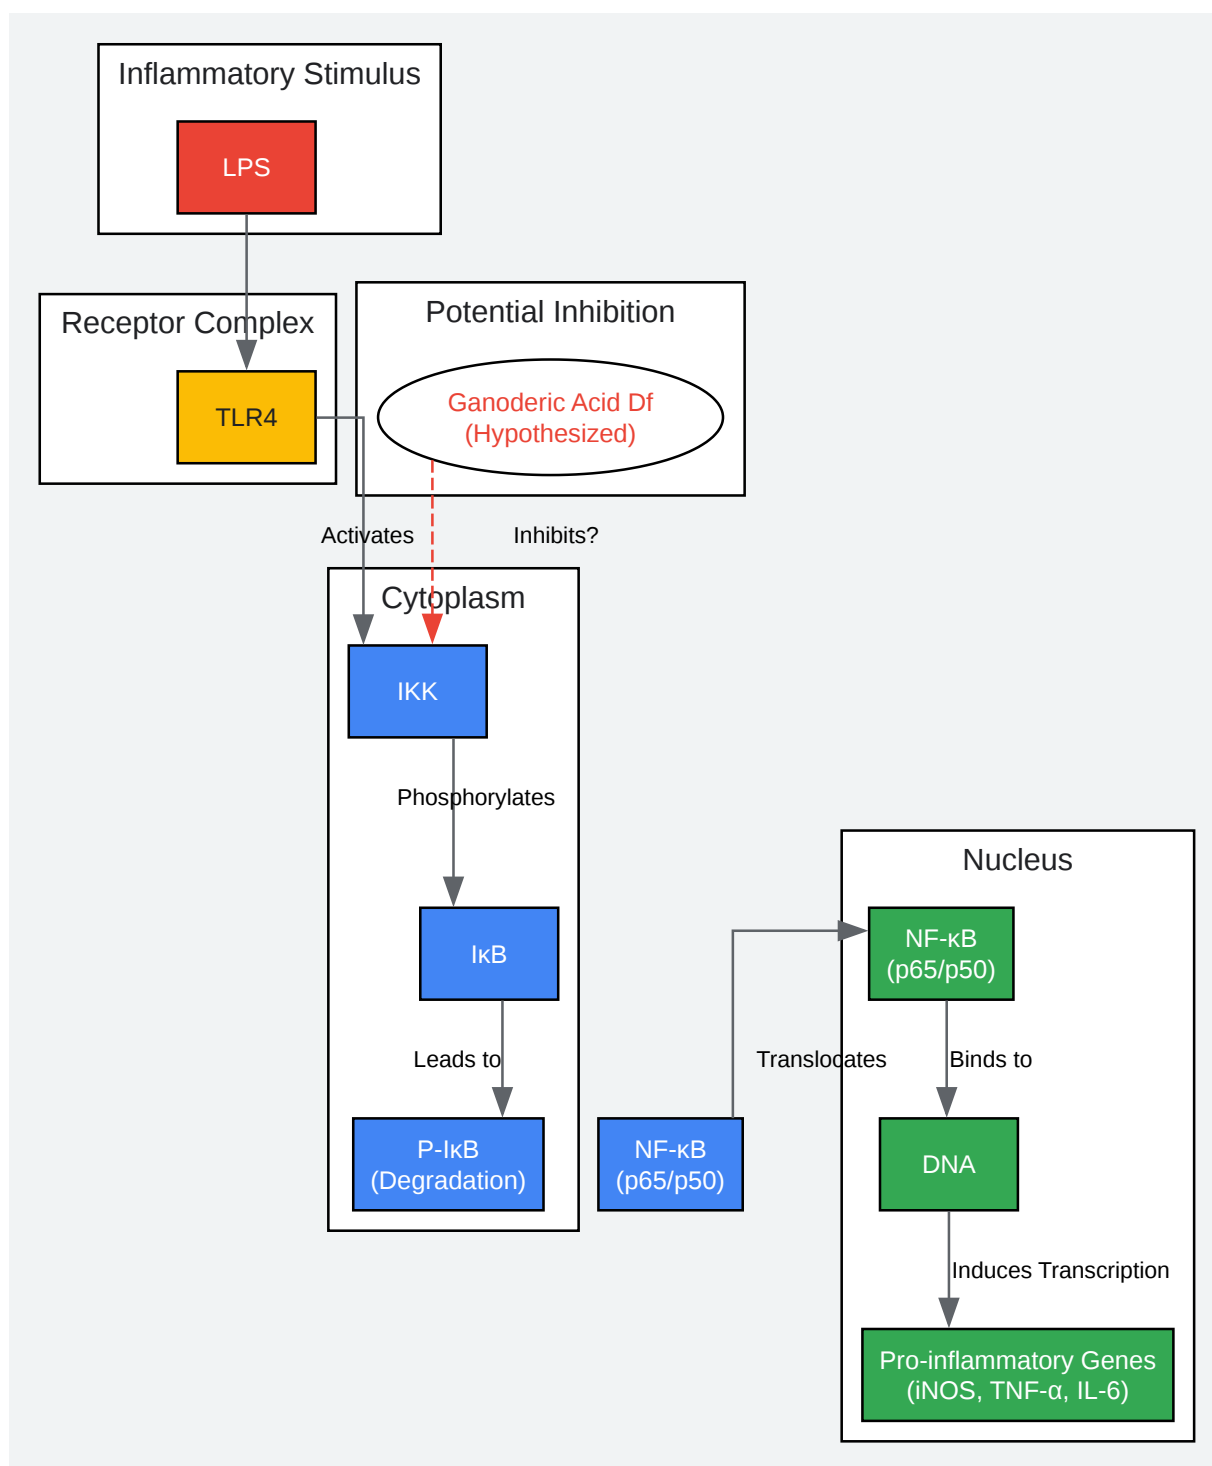 Inflammatory Stimulus
LPS
Receptor Complex
TLR4
Potential Inhibition
Ganoderic Acid Df
(Hypothesized)
Activates
Inhibits?
Cytoplasm
IKK
Phosphorylates
IκB
Leads to
P-IκB
(Degradation)
NF-κB
(p65/p50)
Translocates
Nucleus
NF-κB
(p65/p50)
Binds to
DNA
Induces Transcription
Pro-inflammatory Genes
(iNOS, TNF-α, IL-6)